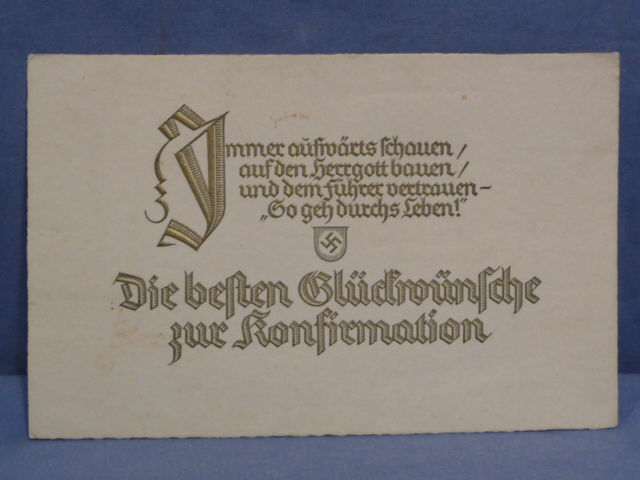 Immer aufwärts schauen /
auf den Herrgott bauen /
und dem Führer vertrauen –
„So geh durchs Leben!"
Die besten Glückwünsche
zur Konfirmation